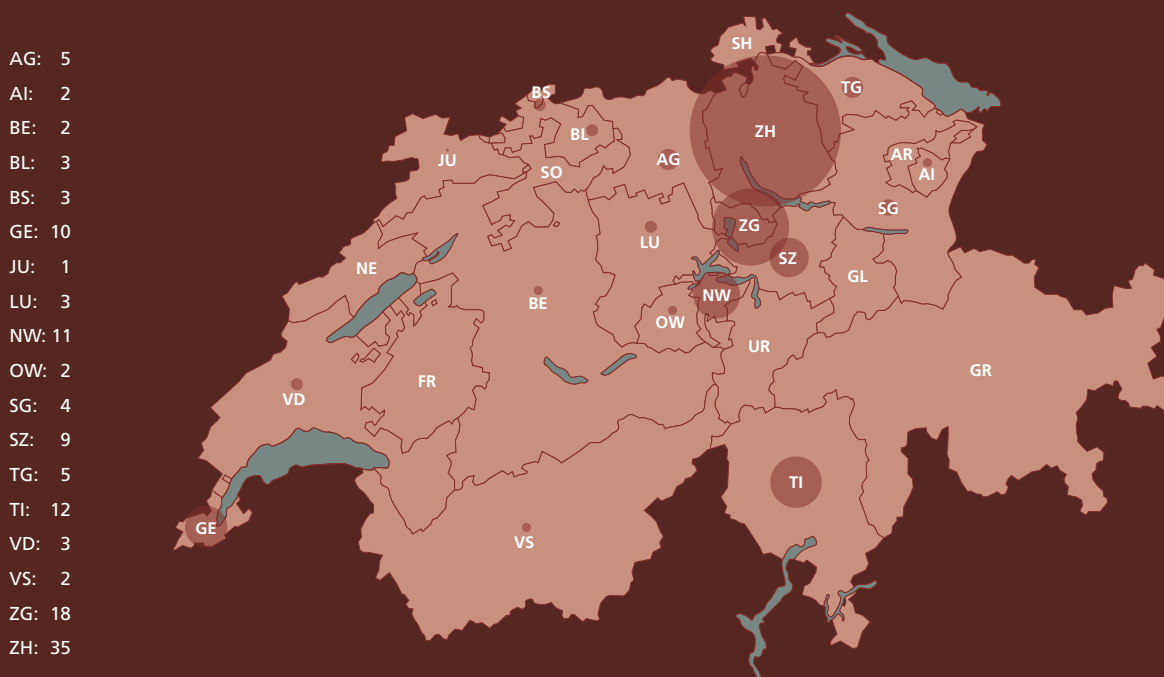 AG: 5
AI: 2
BE: 2
BL: 3
BS: 3
GE: 10
JU: 1
LU: 3
NW: 11
OW: 2
SG: 4
SZ: 9
TG: 5
TI: 12
VD: 3
VS: 2
ZG: 18
ZH: 35
SH
TG
BS
BL
ZH
JU
SO
AG
AR
AI
SG
ZG
LU
SZ
NE
GL
BE
NW
OW
UR
GR
FR
VD
TI
GE
VS